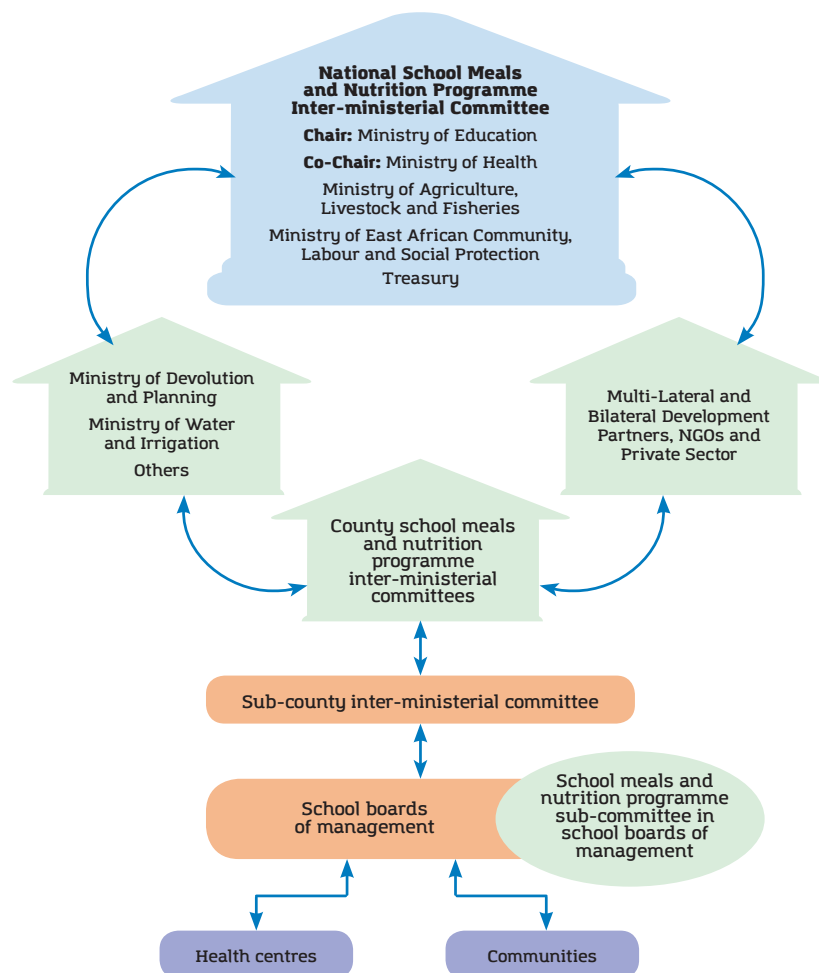 National School Meals
and Nutrition Programme
Inter-ministerial Committee
Chair: Ministry of Education
Co-Chair: Ministry of Health
Ministry of Agriculture,
Livestock and Fisheries
Ministry of East African Community,
Labour and Social Protection
Treasury
Ministry of Devolution
and Planning
Ministry of Water
and Irrigation
Others
Multi-Lateral and
Bilateral Development
Partners, NGOs and
Private Sector
County school meals
and nutrition
programme
inter-ministerial
committees
Sub-county inter-ministerial committee
School boards
of management
School meals and
nutrition programme
sub-committee in
school boards of
management
Health centres
Communities